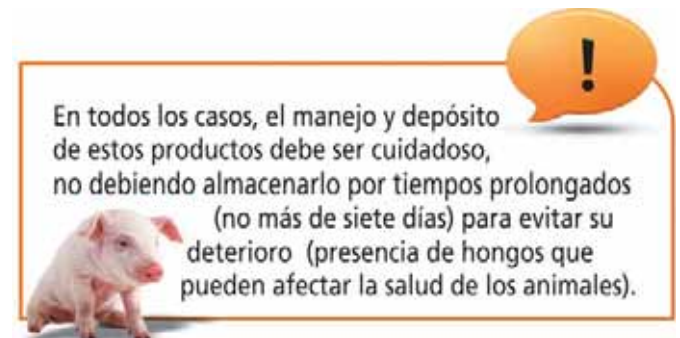 !
En todos los casos, el manejo y depósito
de estos productos debe ser cuidadoso,
no debiendo almacenarlo por tiempos prolongados
(no más de siete días) para evitar su
deterioro (presencia de hongos que
pueden afectar la salud de los animales).